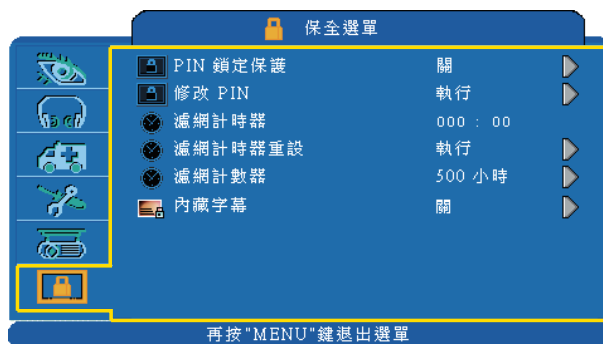 保全選單
PIN 鎖定保護 關
修改 PIN 執行
濾網計時器 000 : 00
濾網計時器重設 執行
濾網計數器 500 小時
內藏字幕 關
再按"MENU"鍵退出選單